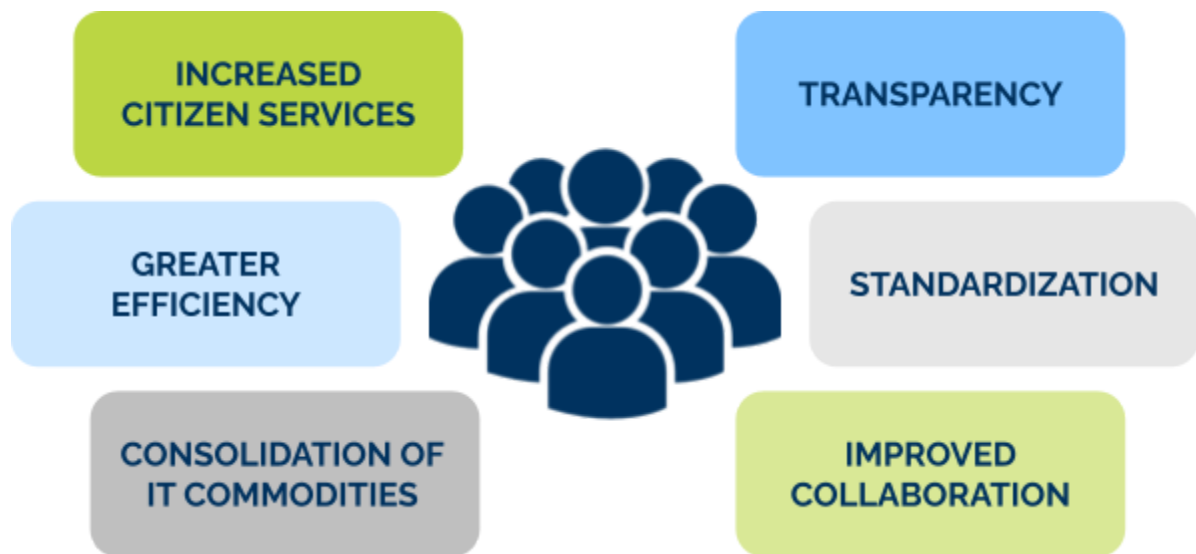 INCREASED
CITIZEN SERVICES
TRANSPARENCY
GREATER
EFFICIENCY
STANDARDIZATION
CONSOLIDATION OF
IT COMMODITIES
IMPROVED
COLLABORATION